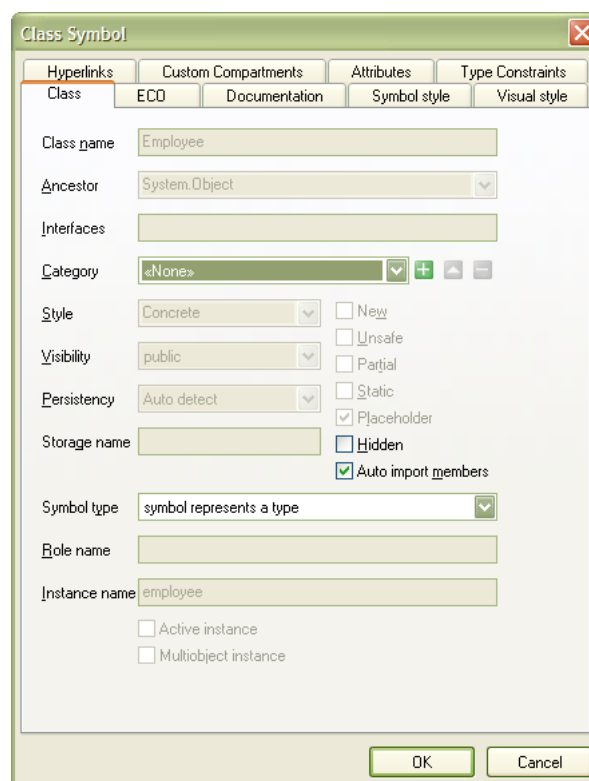 Class Symbol
Hyperlinks Custom Compartments Attributes Type Constraints
Class ECO Documentation Symbol style Visual style
Class name Employee
Ancestor System.Object
Interfaces
Category «None»
Style Concrete New
Unsafe
Visibility public Partial
Static
Persistency Auto detect
Placeholder
Storage name Hidden
Auto import members
Symbol type symbol represents a type
Role name
Instance name employee
Active instance
Multiobject instance
OK Cancel